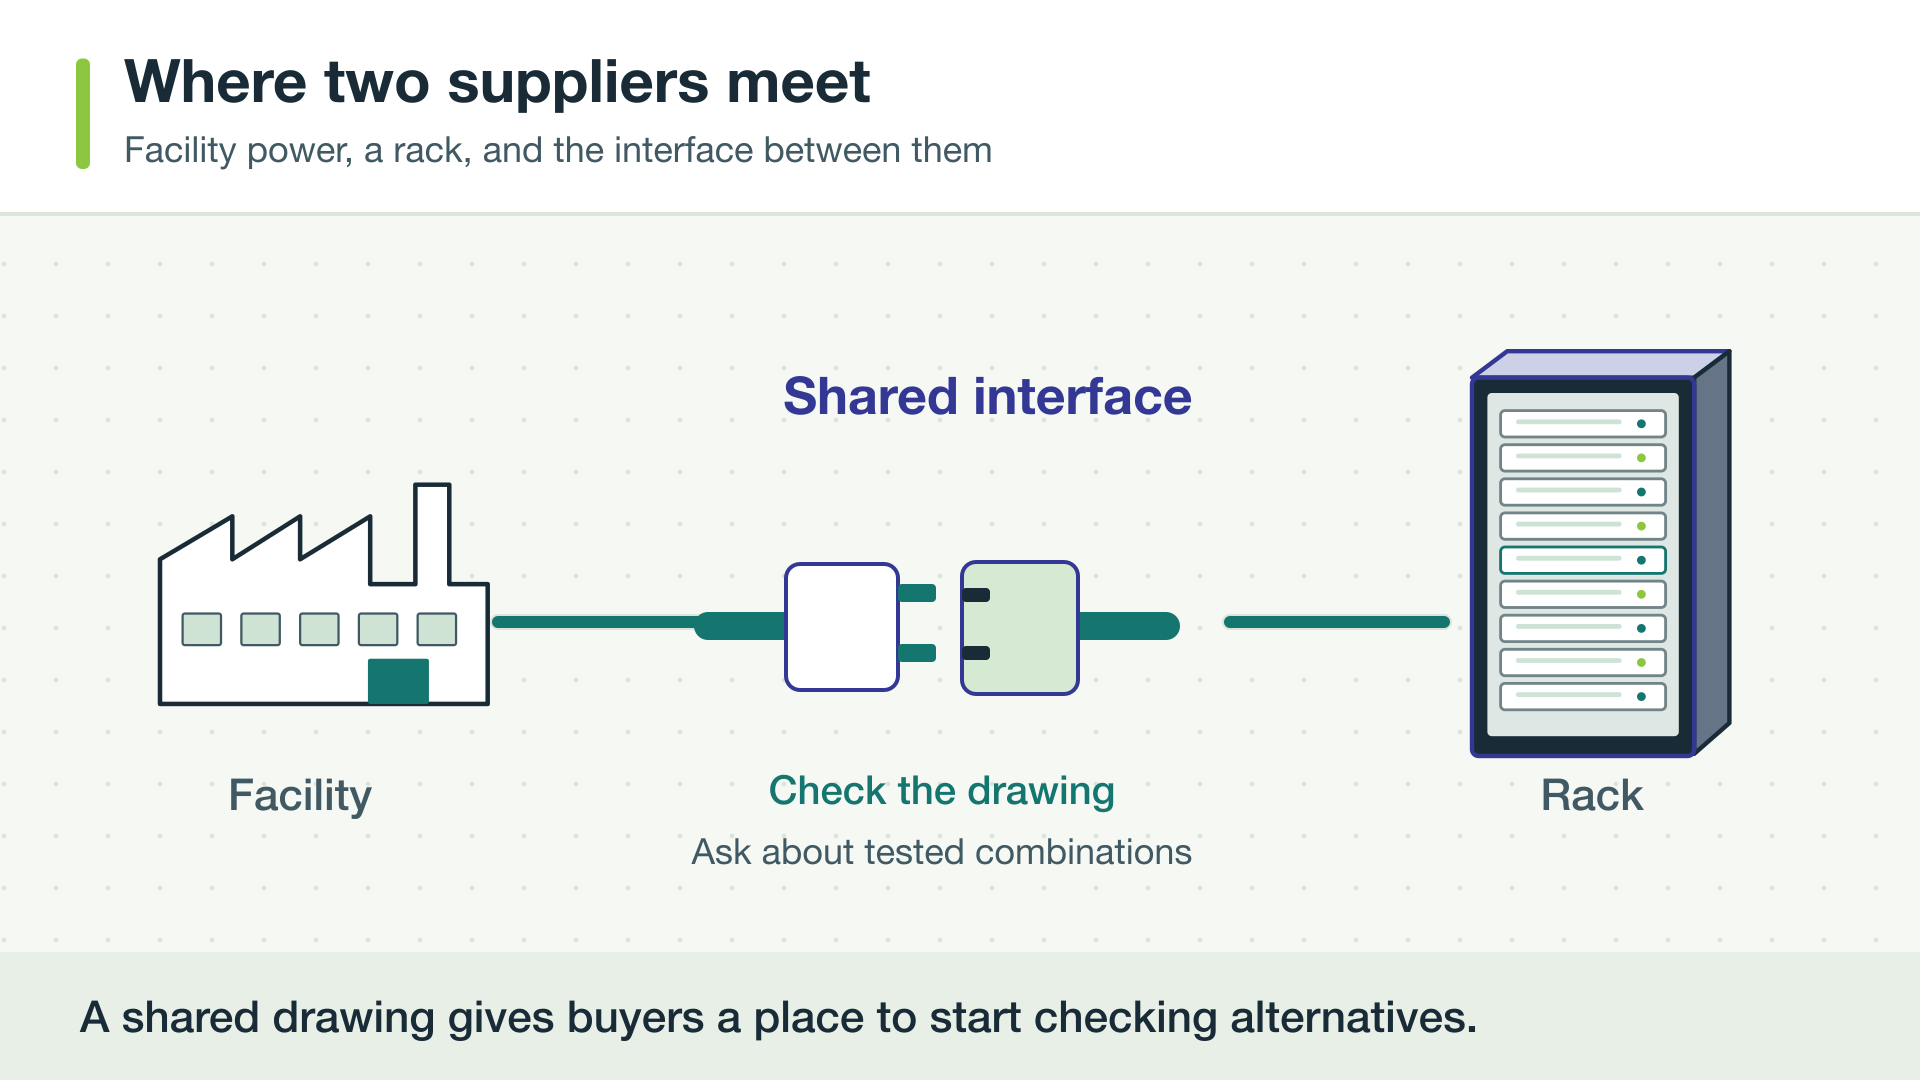 Where two suppliers meet
Facility power, a rack, and the interface between them
Shared interface
Facility
Check the drawing
Ask about tested combinations
Rack
A shared drawing gives buyers a place to start checking alternatives.